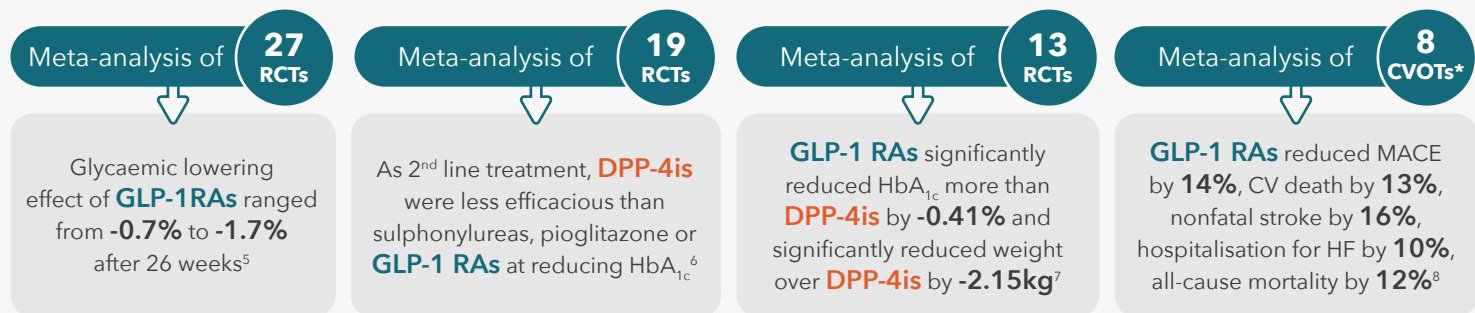 Meta-analysis of 27 RCTs
Glycaemic lowering
effect of GLP-1RAs ranged
from -0.7% to -1.7%
after 26 weeks⁵
Meta-analysis of 19 RCTs
As 2ⁿᵈ line treatment, DPP-4is
were less efficacious than
sulphonylureas, pioglitazone or
GLP-1 RAs at reducing HbA₁c⁶
Meta-analysis of 13 RCTs
GLP-1 RAs significantly
reduced HbA₁c more than
DPP-4is by -0.41% and
significantly reduced weight
over DPP-4is by -2.15kg⁷
Meta-analysis of 8 CVOTs*
GLP-1 RAs reduced MACE
by 14%, CV death by 13%,
nonfatal stroke by 16%,
hospitalisation for HF by 10%,
all-cause mortality by 12%⁸